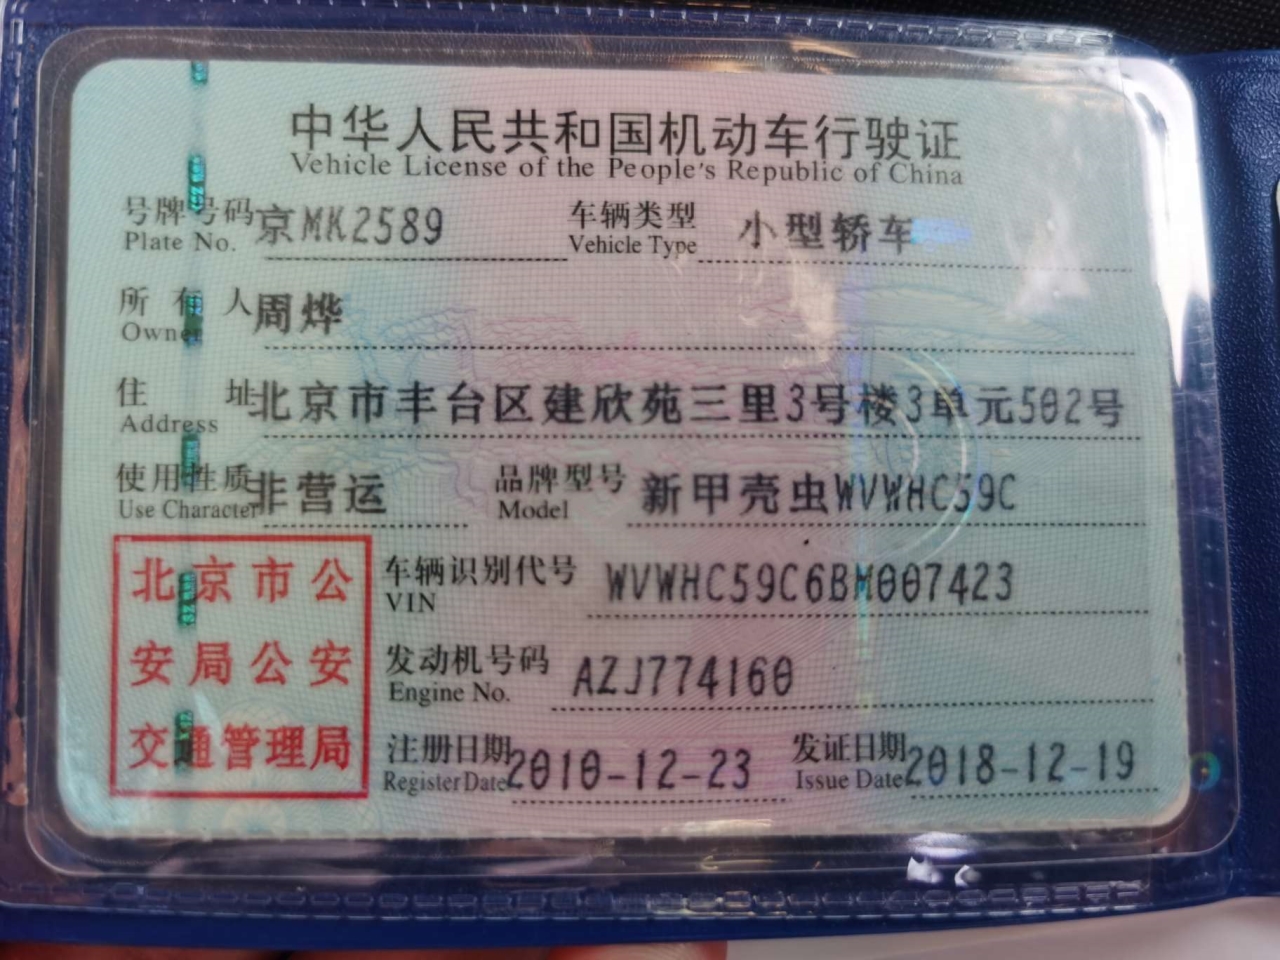 中华人民共和国机动车行驶证
Vehicle License of the People's Republic of China
号牌号码 京MK2589 车辆类型 小型轿车
Plate No. Vehicle Type
所有人 周烨
Owner
住址 北京市丰台区建欣苑三里3号楼3单元502号
Address
使用性质 非营运 品牌型号 新甲壳虫WVWHC59C
Use Character Model
北京市公
安局公安
交通管理局
车辆识别代号 WVWHC59C6BM007423
VIN
发动机号码 AZJ774160
Engine No.
注册日期 2010-12-23 发证日期 2018-12-19
Register Date Issue Date